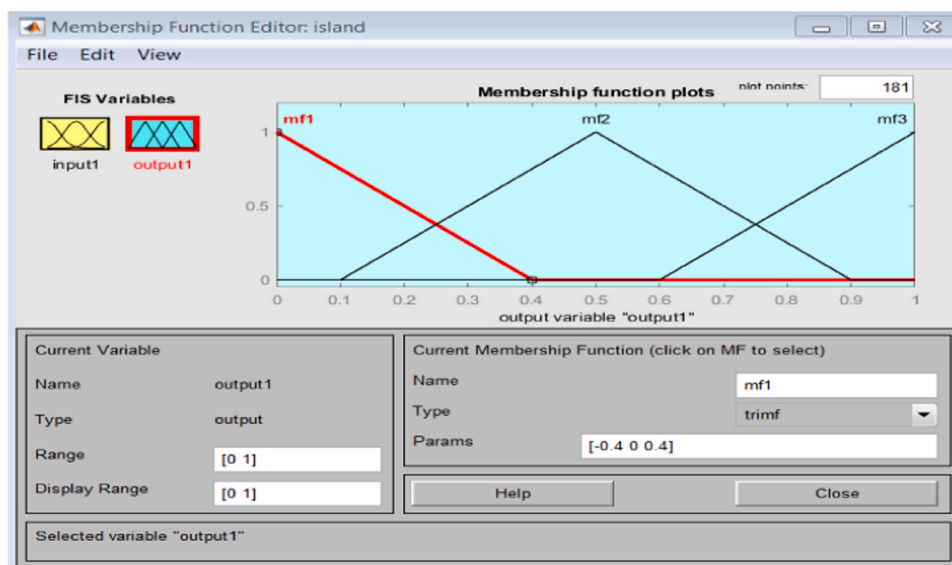 Membership Function Editor: island
File Edit View
FIS Variables
input1
output1
Membership function plots
plot points:
181
mf1
mf2
mf3
1
0.5
0
0 0.1 0.2 0.3 0.4 0.5 0.6 0.7 0.8 0.9 1
output variable "output1"
Current Variable
Name output1
Type output
Range [0 1]
Display Range [0 1]
Current Membership Function (click on MF to select)
Name mf1
Type trimf
Params [-0.4 0 0.4]
Help
Close
Selected variable "output1"